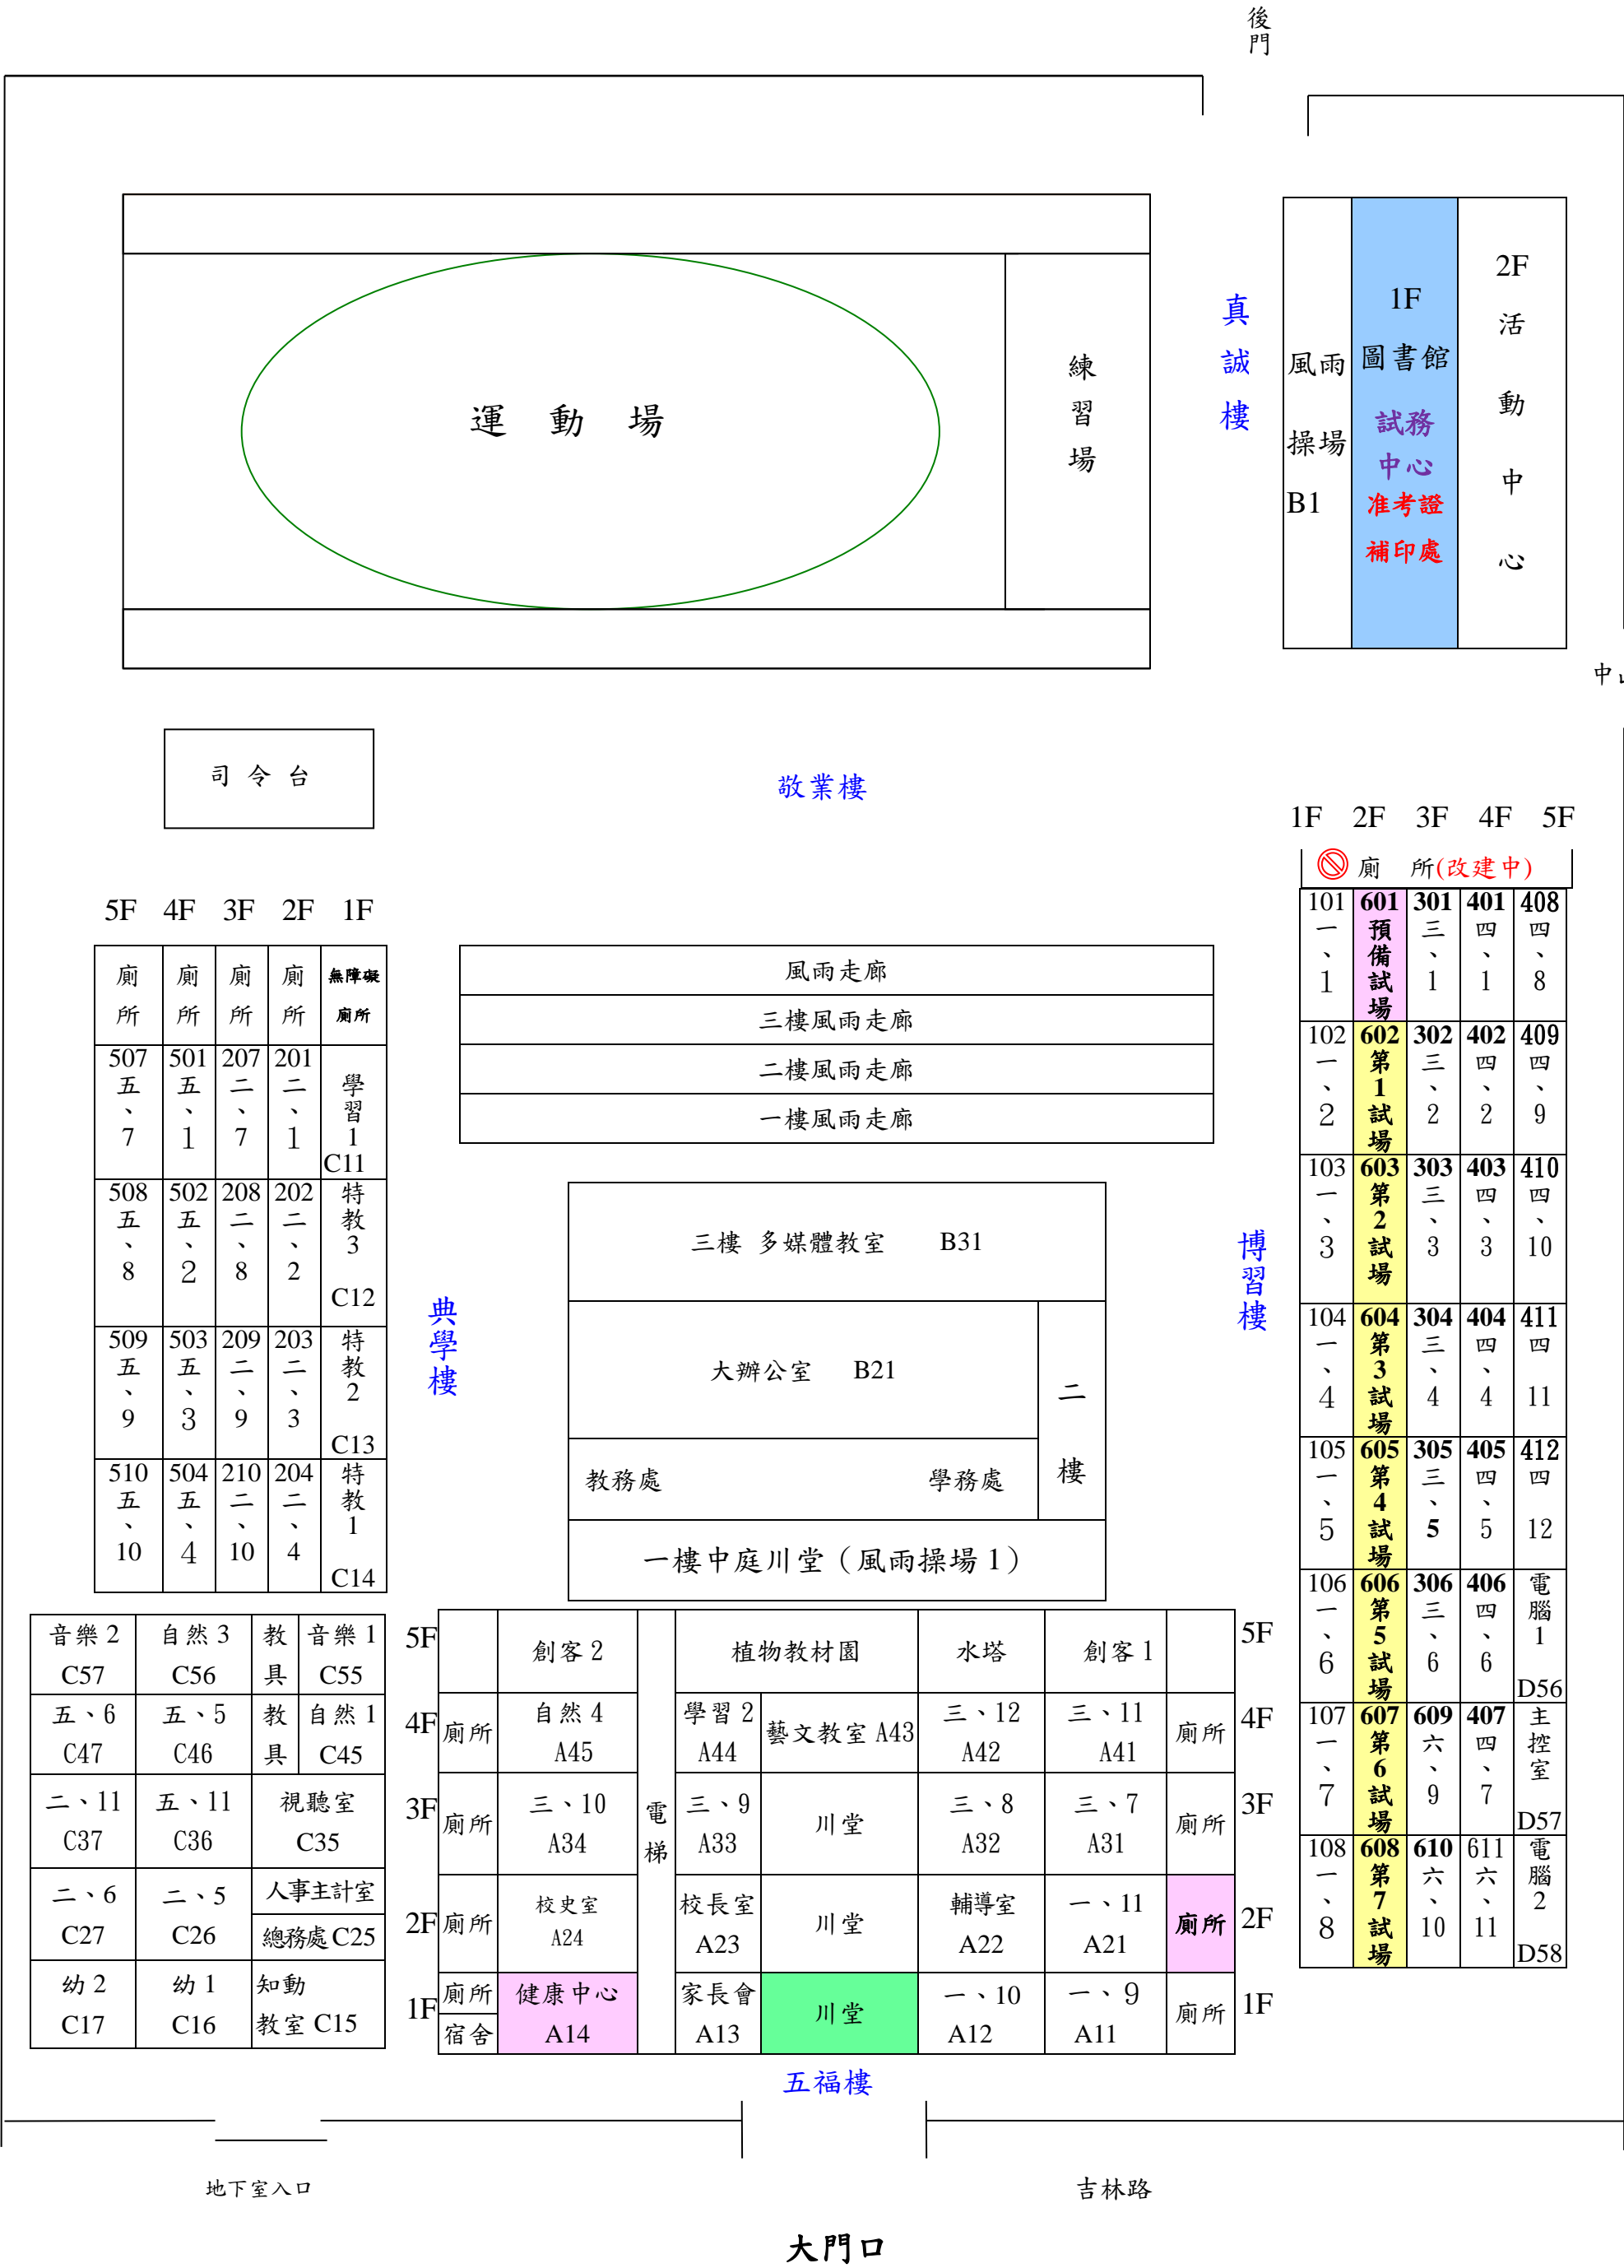 後門
真誠樓
風雨
操場
B1
1F
圖書館
試務
中心
准考證
補印處
2F
活動中心
運 動 場
練習場
司 令 台
敬業樓
1F 2F 3F 4F 5F
廁 所(改建中)
101 一、1
601 預備試場
301 三、1
401 四、1
408 四、8
102 一、2
602 第1試場
302 三、2
402 四、2
409 四、9
103 一、3
603 第2試場
303 三、3
403 四、3
410 四、10
104 一、4
604 第3試場
304 三、4
404 四、4
411 四 11
105 一、5
605 第4試場
305 三、5
405 四、5
412 四 12
106 一、6
606 第5試場
306 三、6
406 四、6
電腦1 D56
107 一、7
607 第6試場
609 六、9
407 四、7
主控室 D57
108 一、8
608 第7試場
610 六、10
611 六、11
電腦2 D58
博習樓
5F 4F 3F 2F 1F
廁所
廁所
廁所
廁所
無障礙
廁所
507 五、7
501 五、1
207 二、7
201 二、1
學習1 C11
508 五、8
502 五、2
208 二、8
202 二、2
特教3 C12
509 五、9
503 五、3
209 二、9
203 二、3
特教2 C13
510 五、10
504 五、4
210 二、10
204 二、4
特教1 C14
典學樓
風雨走廊
三樓風雨走廊
二樓風雨走廊
一樓風雨走廊
三樓 多媒體教室 B31
大辦公室 B21
二樓
教務處 學務處
一樓中庭川堂（風雨操場1）
音樂2 C57
自然3 C56
教具
音樂1 C55
五、6 C47
五、5 C46
教具
自然1 C45
二、11 C37
五、11 C36
視聽室 C35
二、6 C27
二、5 C26
人事主計室
總務處C25
幼2 C17
幼1 C16
知動
教室 C15
5F
創客2
植物教材園
水塔
創客1
5F
4F
廁所
自然4 A45
學習2 A44
藝文教室 A43
三、12 A42
三、11 A41
廁所
4F
電梯
3F
廁所
三、10 A34
三、9 A33
川堂
三、8 A32
三、7 A31
廁所
3F
2F
廁所
校史室 A24
校長室 A23
川堂
輔導室 A22
一、11 A21
廁所
2F
1F
廁所
宿舍
健康中心 A14
家長會 A13
川堂
一、10 A12
一、9 A11
廁所
1F
五福樓
地下室入口
吉林路
大門口